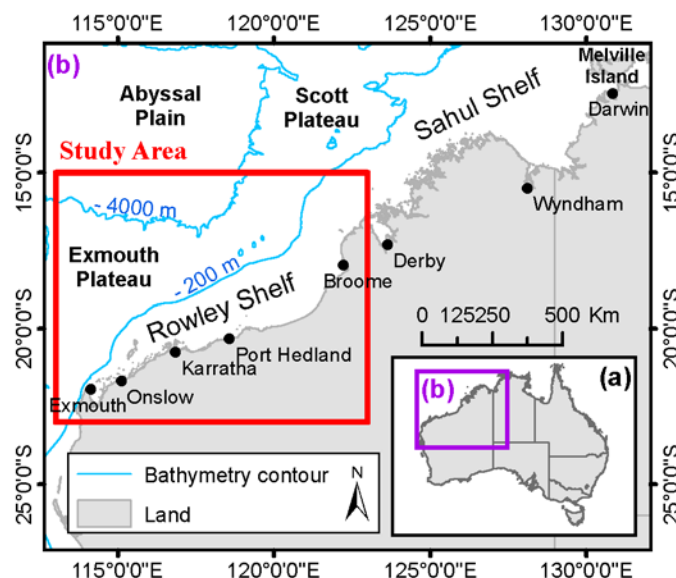 115°0'0"E
120°0'0"E
125°0'0"E
130°0'0"E
(b)
Abyssal
Plain
Scott
Plateau
Sahul Shelf
Melville
Island
Darwin
Study Area
15°0'0"S
15°0'0"S
- 4000 m
Wyndham
Exmouth
Plateau
- 200 m
Derby
Broome
Rowley Shelf
0 125250 500 Km
20°0'0"S
20°0'0"S
Port Hedland
Karratha
Onslow
Exmouth
(a)
(b)
Bathymetry contour
N
Land
25°0'0"S
25°0'0"S
115°0'0"E
120°0'0"E
125°0'0"E
130°0'0"E